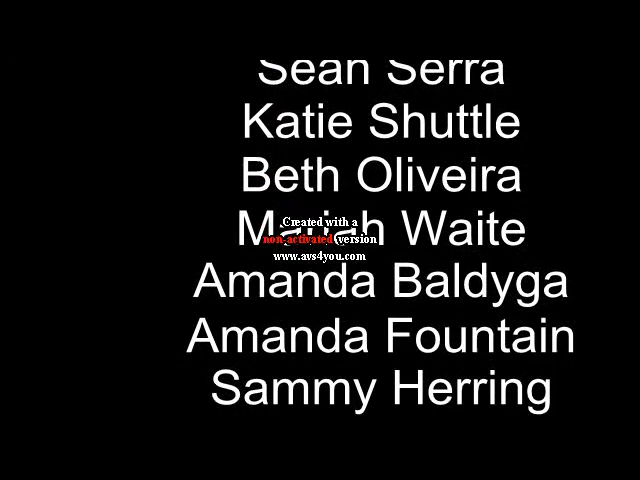 Sean Serra
Katie Shuttle
Beth Oliveira
Mariah Waite
Created with a
non-activated version
www.avs4you.com
Amanda Baldyga
Amanda Fountain
Sammy Herring